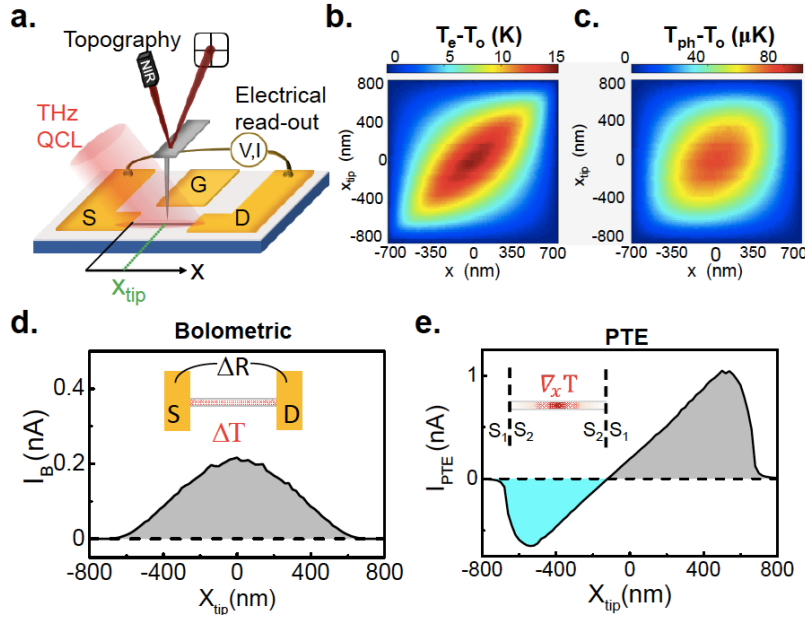 a.
Topography
NIR
THz
QCL
Electrical
read-out
V,I
G
S
D
X
x_tip
b.
T_e-T_o (K)
0 5 10 15
800
400
0
-400
-800
x_tip (nm)
-700 -350 0 350 700
x (nm)
c.
T_ph-T_o (μK)
0 40 80
800
400
0
-400
-800
x_tip (nm)
-700 -350 0 350 700
x (nm)
d.
Bolometric
ΔR
S
D
ΔT
0.4
0.2
0
I_B(nA)
-800 -400 0 400 800
X_tip(nm)
e.
PTE
∇_xT
S_1 S_2
S_2 S_1
1
0
I_PTE(nA)
-800 -400 0 400 800
X_tip(nm)